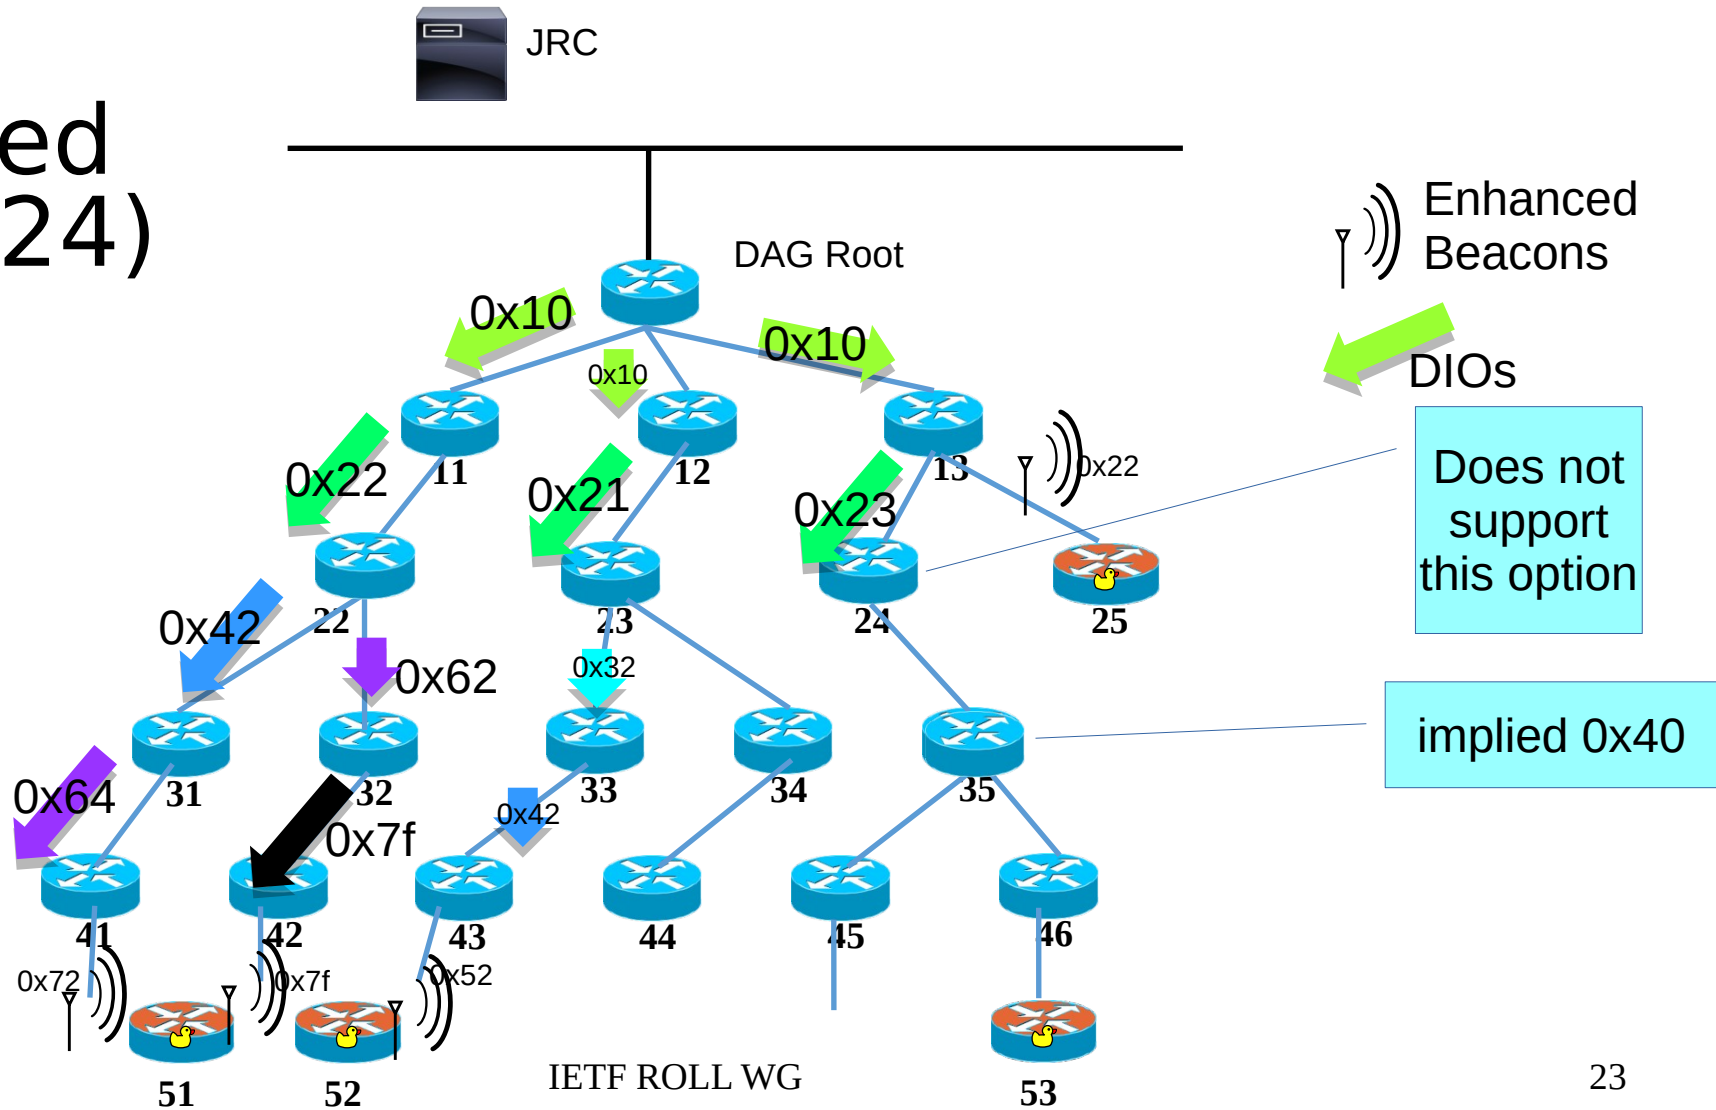 JRC
ed
24)
Enhanced
Beacons
DAG Root
0x10
0x10
0x10
DIOs
11
12
13
0x22
0x22
0x21
0x23
Does not
support
this option
22
23
24
25
0x42
0x62
0x32
implied 0x40
31
32
33
34
35
0x64
0x7f
0x42
41
42
43
44
45
46
0x72
0x7f
0x52
51
52
53
IETF ROLL WG
23